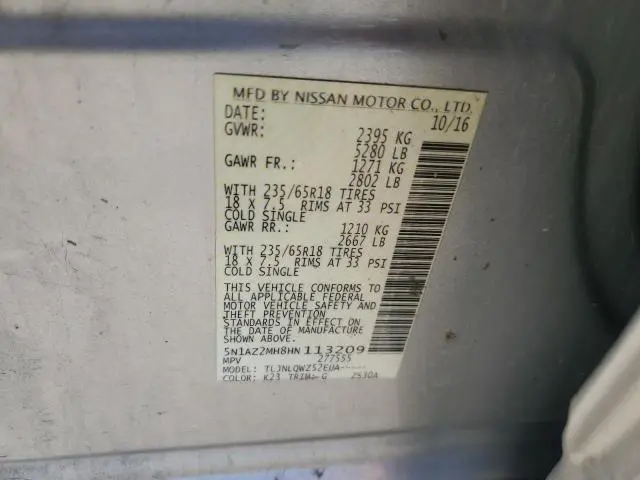 MFD BY NISSAN MOTOR CO., LTD.
DATE: 10/16
GVWR: 2395 KG
5280 LB
GAWR FR.: 1271 KG
2802 LB
WITH 235/65R18 TIRES
18 X 7.5 RIMS AT 33 PSI
COLD SINGLE
GAWR RR.: 1210 KG
2667 LB
WITH 235/65R18 TIRES
18 X 7.5 RIMS AT 33 PSI
COLD SINGLE
THIS VEHICLE CONFORMS TO
ALL APPLICABLE FEDERAL
MOTOR VEHICLE SAFETY AND
THEFT PREVENTION
STANDARDS IN EFFECT ON
THE DATE OF MANUFACTURE
SHOWN ABOVE.
5N1AZ2MH8HN113209
MPV 277555
MODEL: TLJNLQWZ52EUA-----
COLOR: K23 TRIM: G Z530A